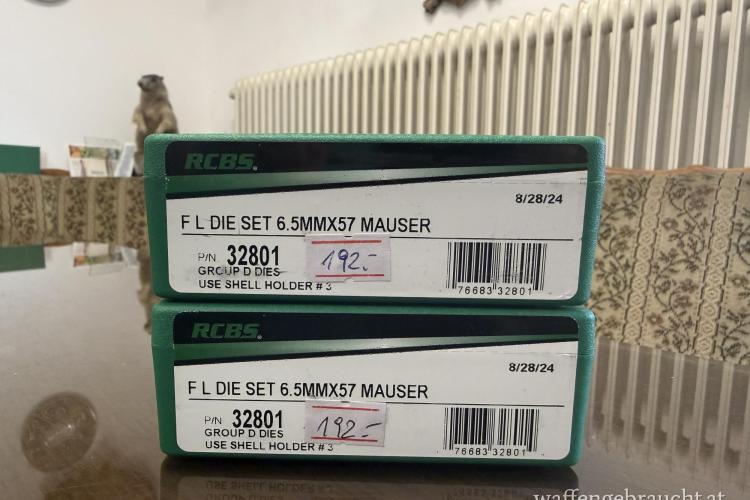 RCBS.
8/28/24
F L DIE SET 6.5MMX57 MAUSER
P/N 32801
192.-
GROUP D DIES
USE SHELL HOLDER # 3
76683 32801
RCBS.
8/28/24
F L DIE SET 6.5MMX57 MAUSER
P/N 32801
192.-
GROUP D DIES
USE SHELL HOLDER # 3
76683 32801
waffengebraucht.at